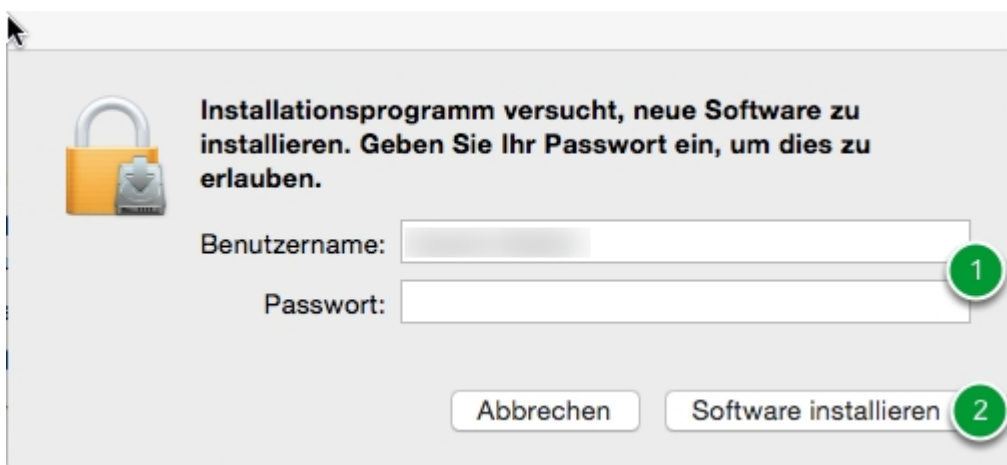 Installationsprogramm versucht, neue Software zu
installieren. Geben Sie Ihr Passwort ein, um dies zu
erlauben.
Benutzername:
1
Passwort:
Abbrechen
Software installieren
2